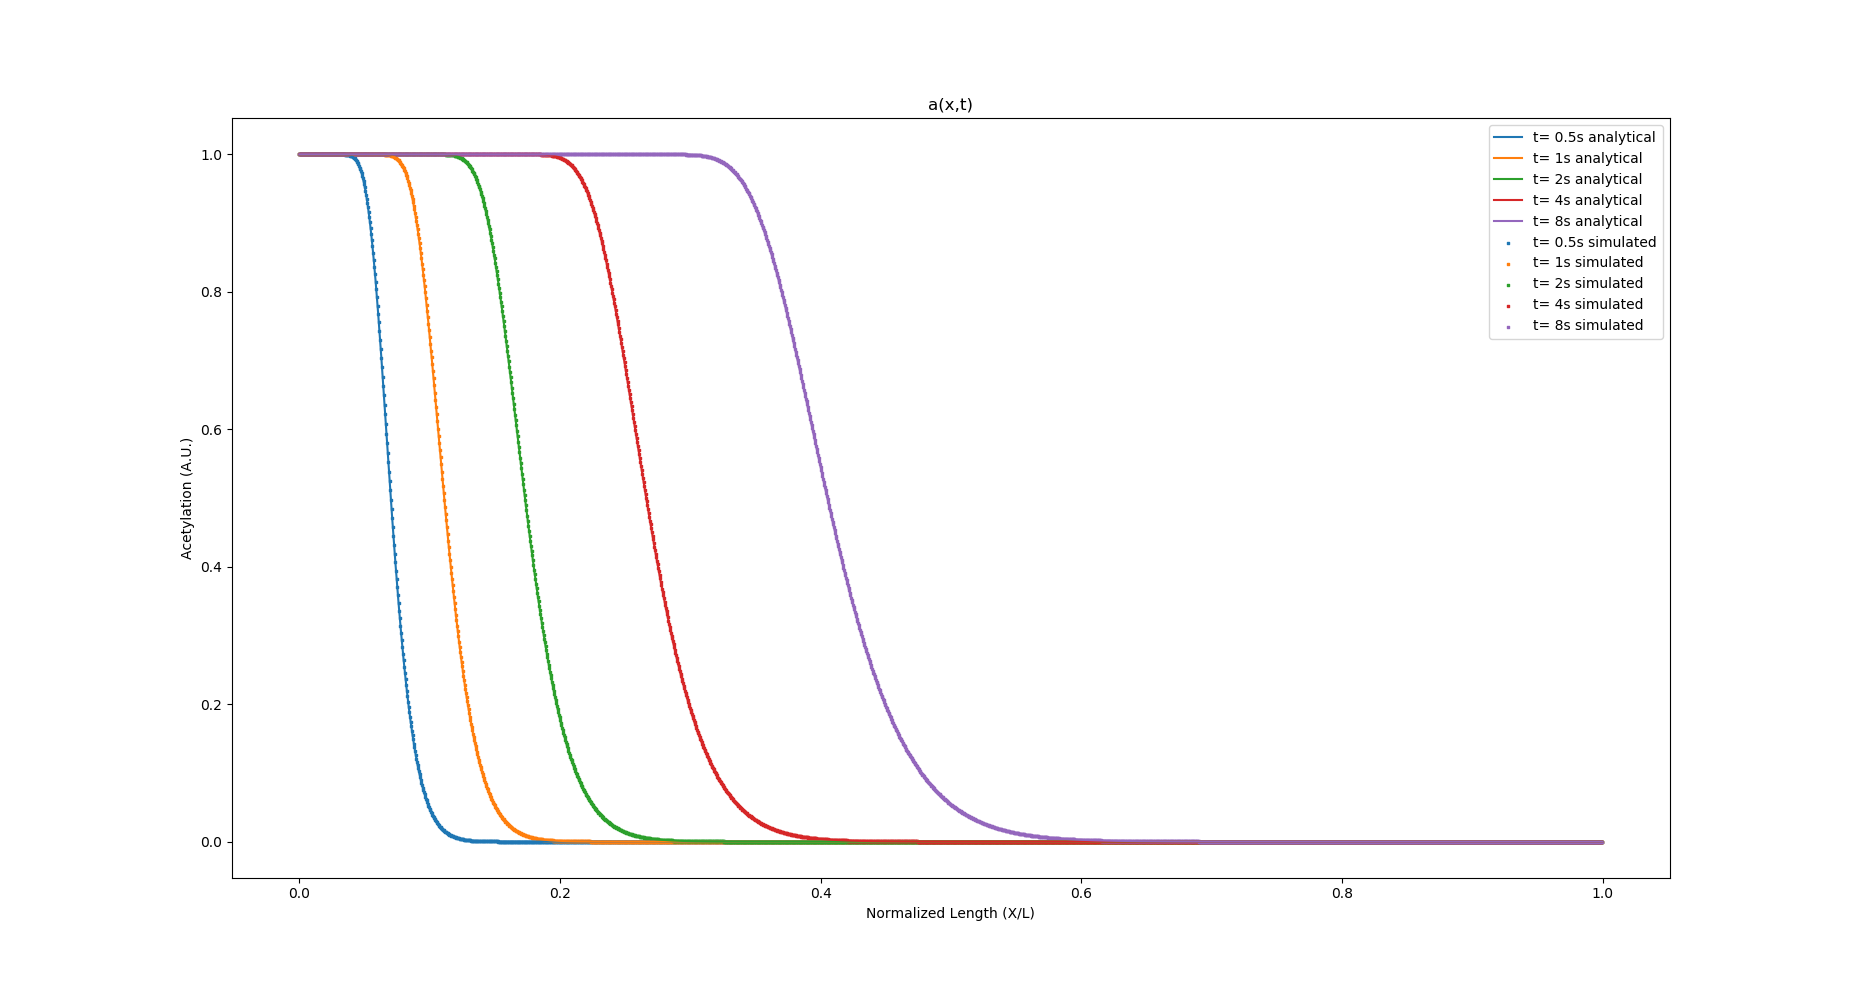 a(x,t)
t= 0.5s analytical
t= 1s analytical
t= 2s analytical
t= 4s analytical
t= 8s analytical
t= 0.5s simulated
t= 1s simulated
t= 2s simulated
t= 4s simulated
t= 8s simulated
Acetylation (A.U.)
1.0
0.8
0.6
0.4
0.2
0.0
0.0 0.2 0.4 0.6 0.8 1.0
Normalized Length (X/L)